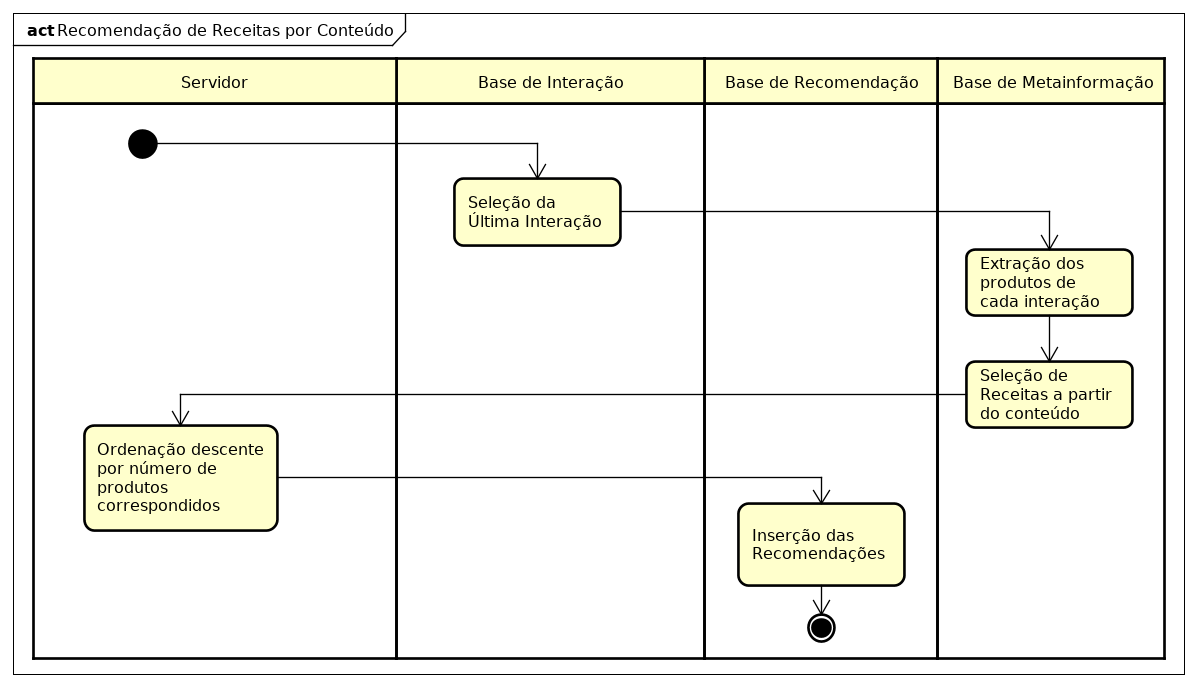 act Recomendação de Receitas por Conteúdo
Servidor
Base de Interação
Base de Recomendação
Base de Metainformação
Seleção da
Última Interação
Extração dos
produtos de
cada interação
Seleção de
Receitas a partir
do conteúdo
Ordenação descente
por número de
produtos
correspondidos
Inserção das
Recomendações